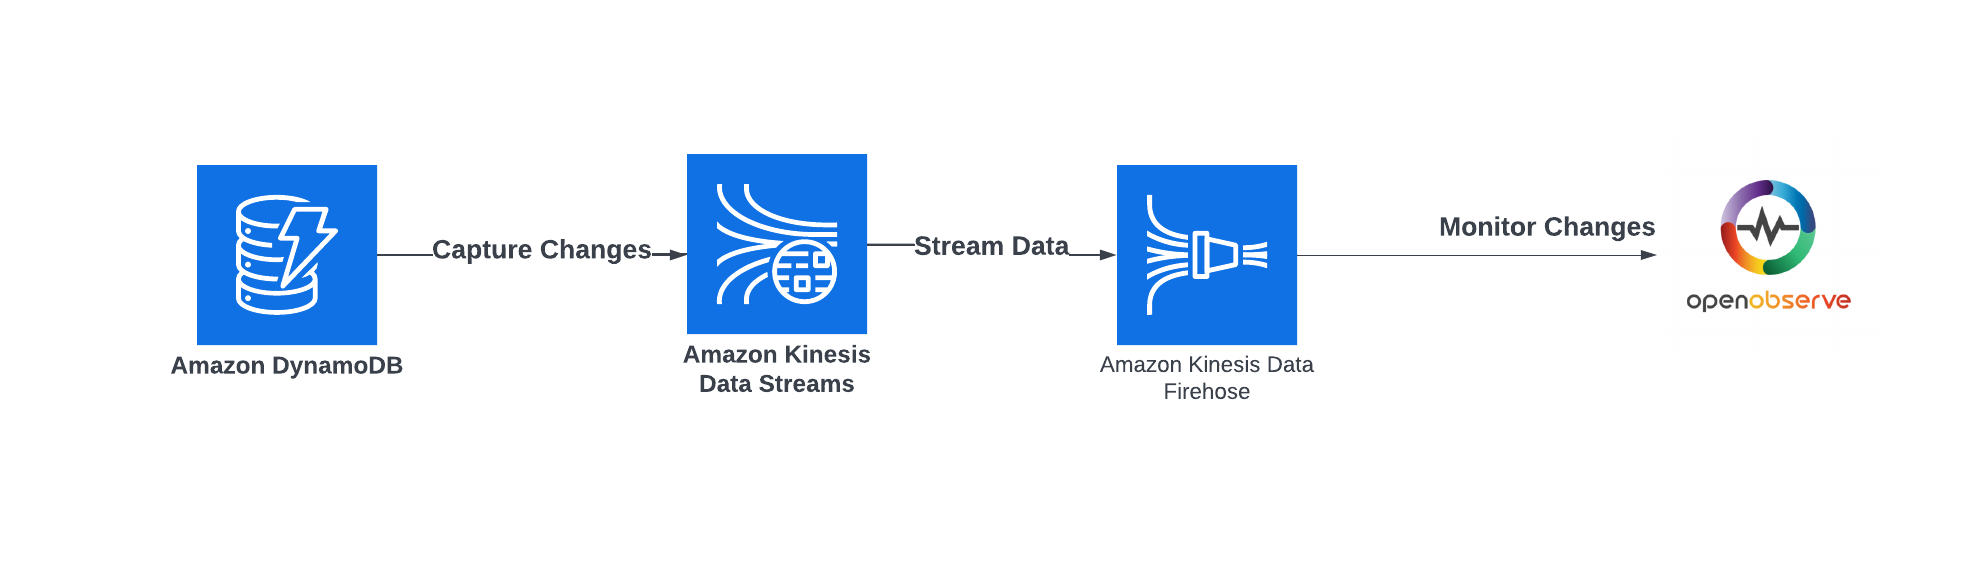 Capture Changes
Stream Data
Monitor Changes
openobserve
Amazon DynamoDB
Amazon Kinesis
Data Streams
Amazon Kinesis Data
Firehose